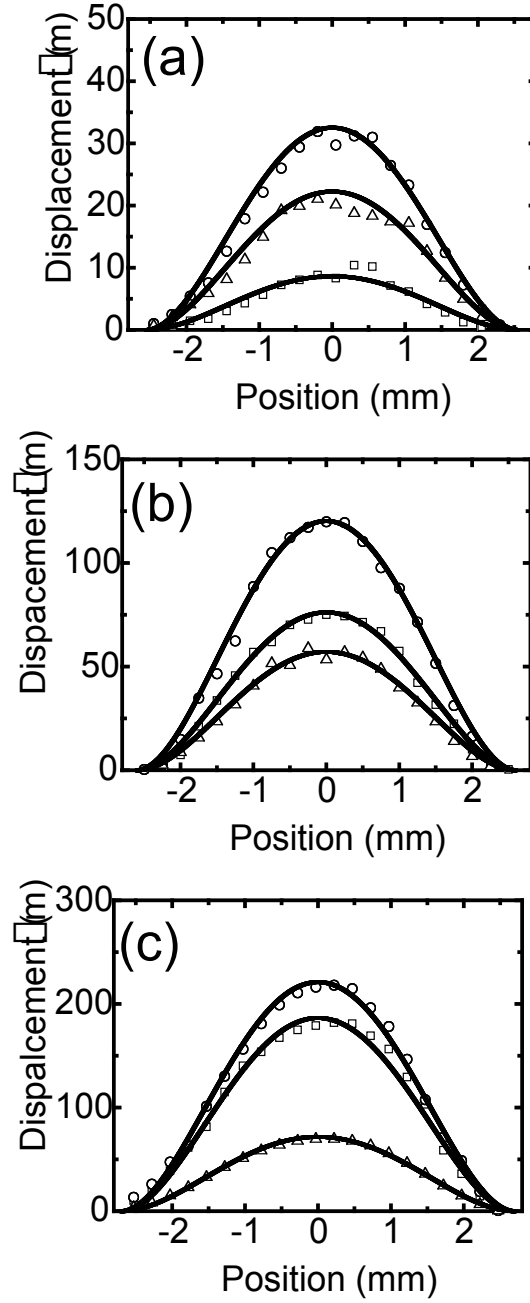 50
(a)
40
30
20
10
0
Displacement□(m)
-2 -1 0 1 2
Position (mm)
150
(b)
100
50
0
Dispacement□(m)
-2 -1 0 1 2
Position (mm)
300
(c)
200
100
0
Dispalcement□(m)
-2 -1 0 1 2
Position (mm)